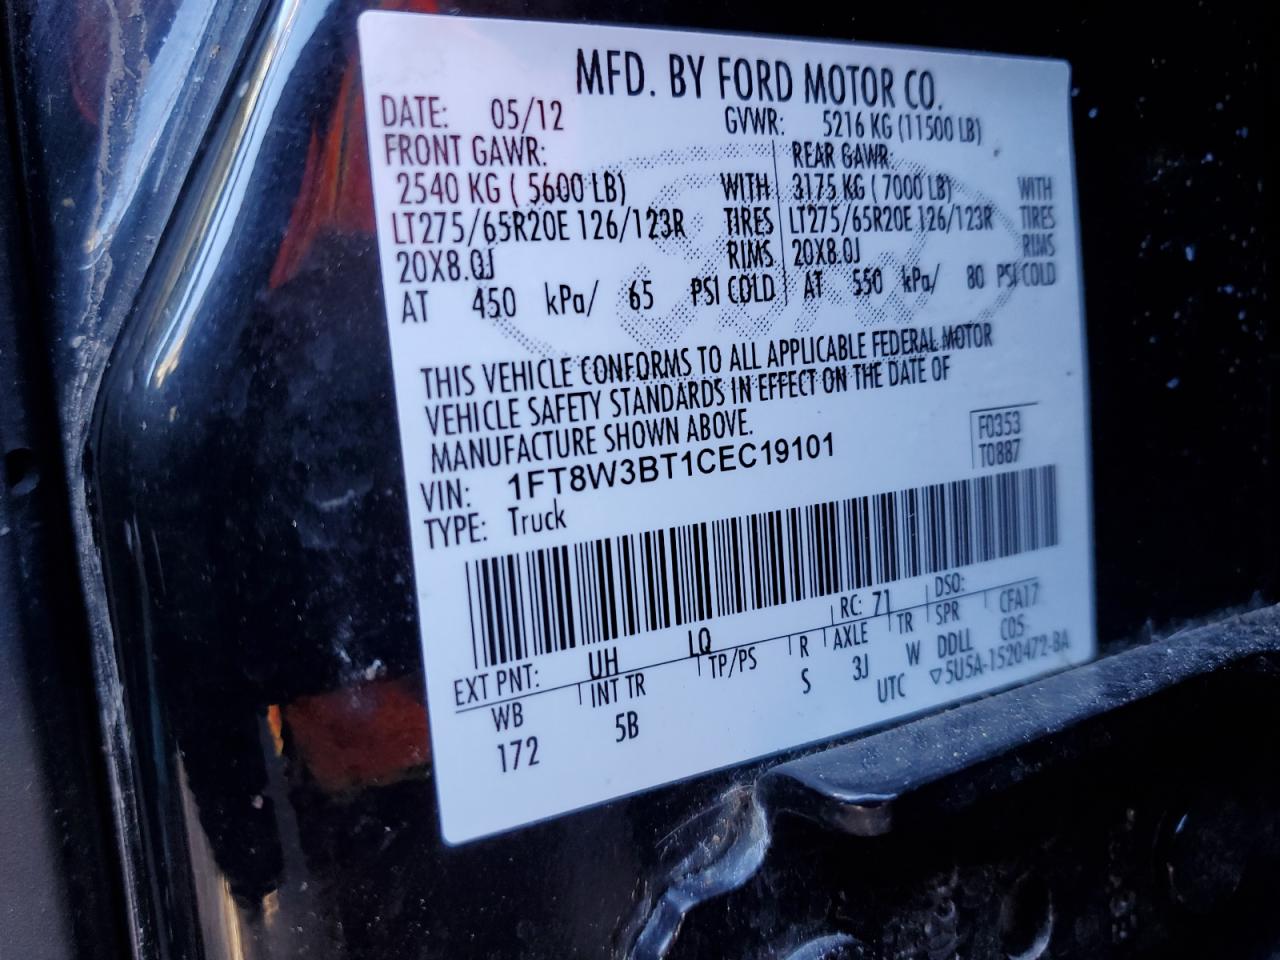 MFD. BY FORD MOTOR CO.
DATE: 05/12 GVWR: 5216 KG (11500 LB)
FRONT GAWR: REAR GAWR:
2540 KG ( 5600 LB) WITH 3175 KG ( 7000 LB) WITH
LT275/65R20E 126/123R TIRES LT275/65R20E 126/123R TIRES
20X8.0J RIMS 20X8.0J RIMS
AT 450 kPa/ 65 PSI COLD AT 550 kPa/ 80 PSI COLD
THIS VEHICLE CONFORMS TO ALL APPLICABLE FEDERAL MOTOR
VEHICLE SAFETY STANDARDS IN EFFECT ON THE DATE OF
MANUFACTURE SHOWN ABOVE.
F0353
VIN: 1FT8W3BT1CEC19101 T0887
TYPE: Truck
EXT PNT: UH LQ RC: 71 DSO:
WB INT TR TP/PS R AXLE TR SPR CFA17
172 5B S 3J W DDLL C05
UTC ▽5U5A-1520472-BA